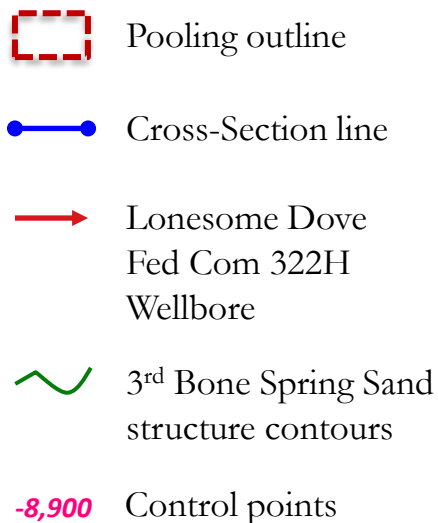 Pooling outline
Cross-Section line
Lonesome Dove
Fed Com 322H
Wellbore
3rd Bone Spring Sand
structure contours
-8,900 Control points